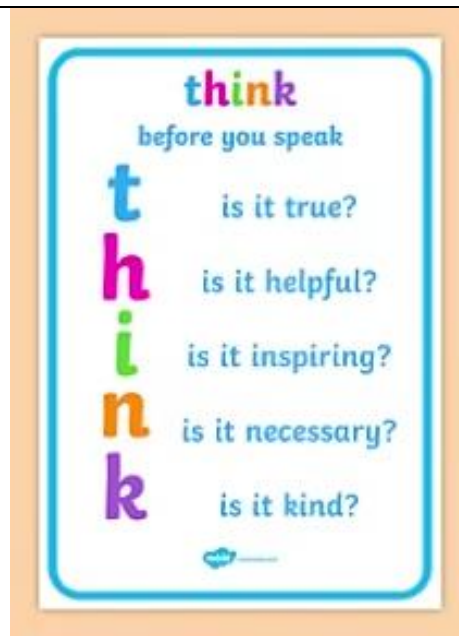 think
before you speak
t is it true?
h is it helpful?
i is it inspiring?
n is it necessary?
k is it kind?